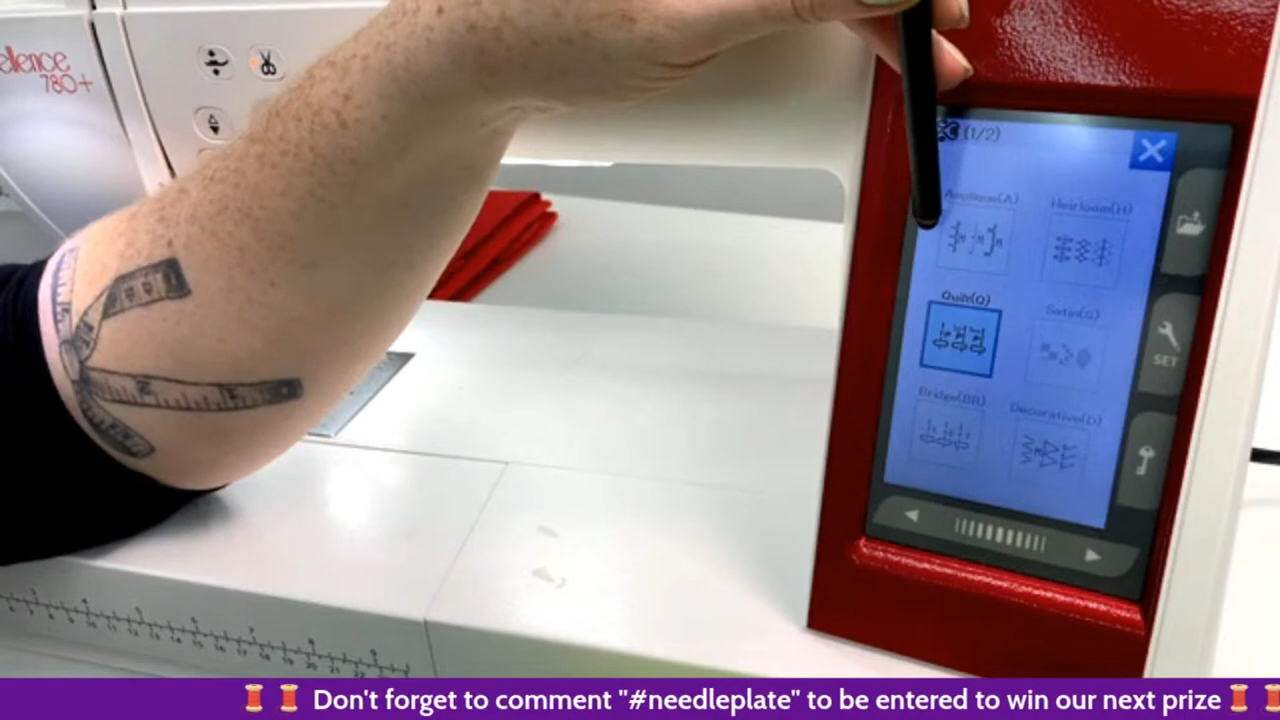 ellence
780+
(1/2)
Applique(A)
Heirloom(H)
Quilt(Q)
Satin(S)
Bridge(BR)
Decorative(D)
SET
Don't forget to comment "#needleplate" to be entered to win our next prize